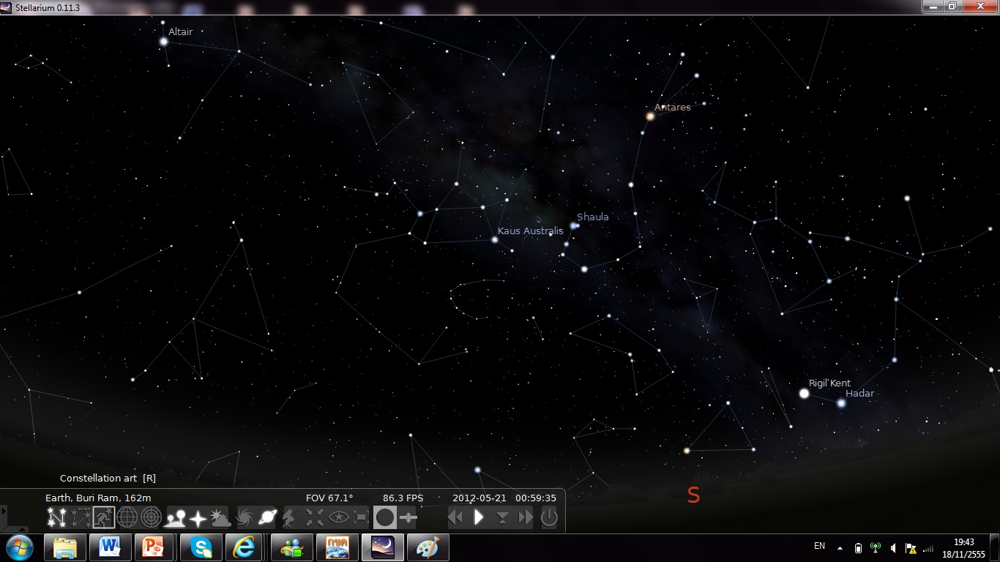 Stellarium 0.11.3
Altair
Antares
Shaula
Kaus Australis
Rigil Kent
Hadar
Constellation art [R]
S
Earth, Buri Ram, 162m FOV 67.1° 86.3 FPS 2012-05-21 00:59:35
orion
EN 19:43
18/11/2555